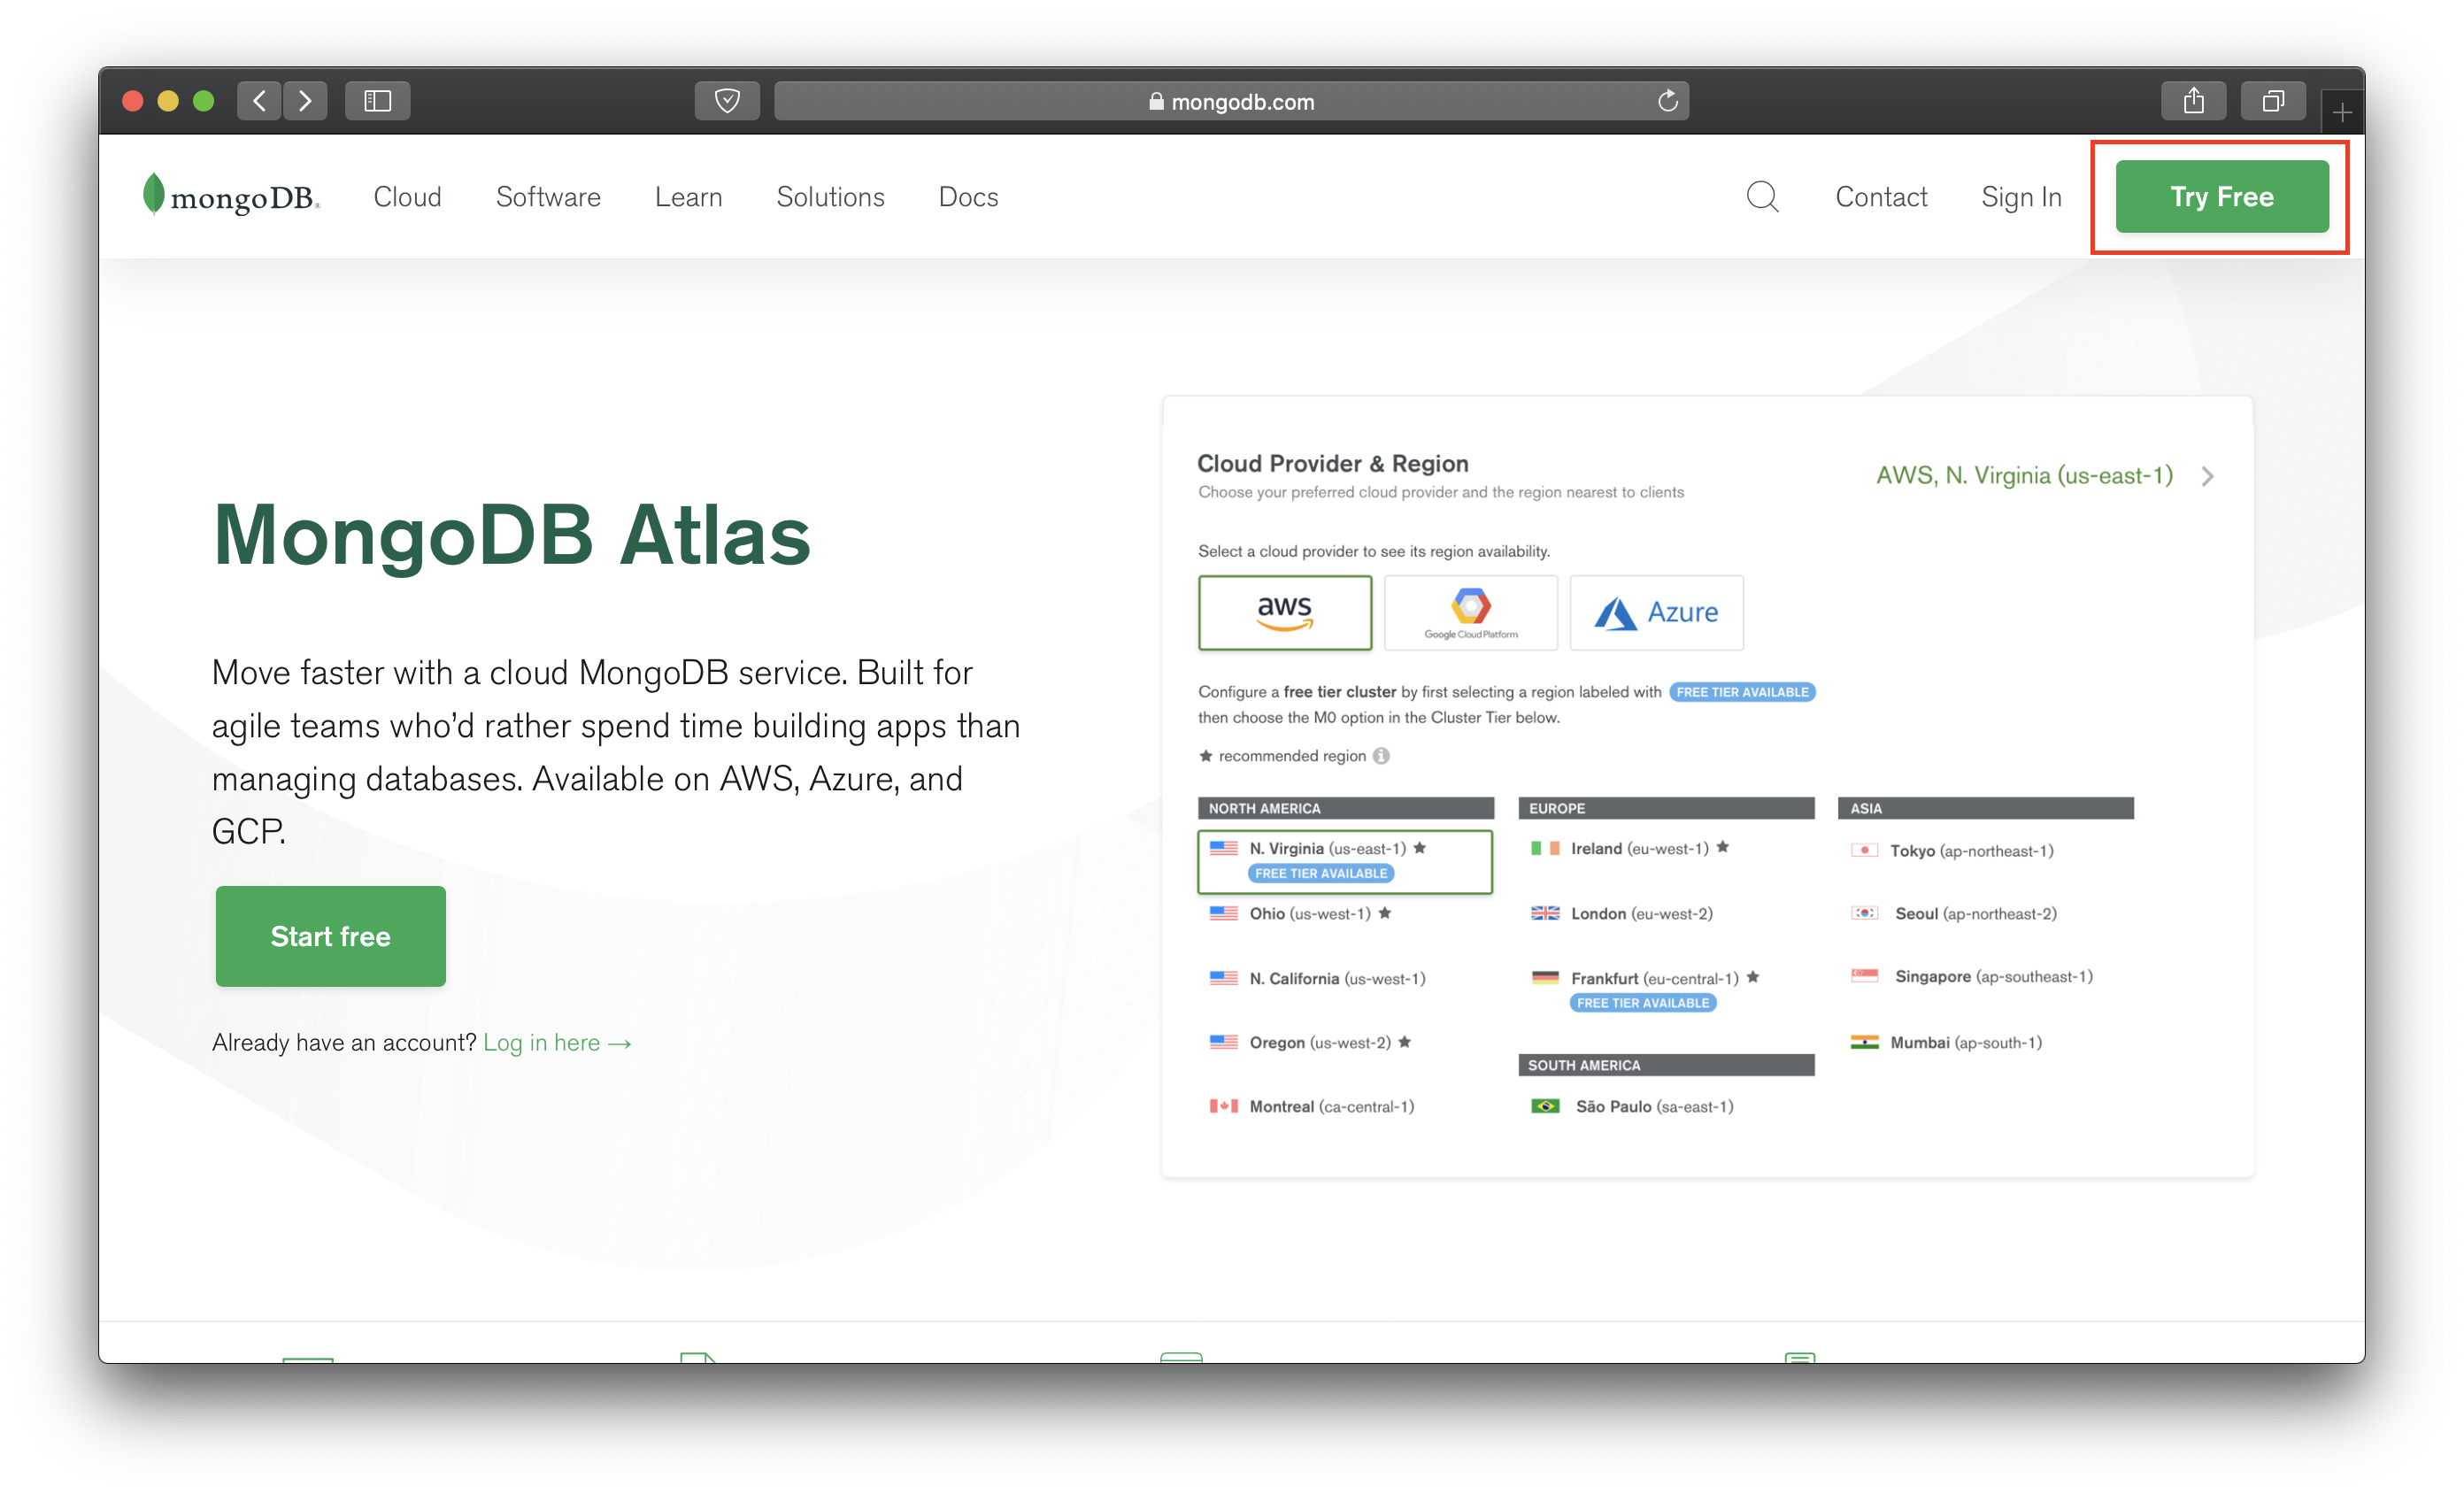 mongodb.com
mongoDB®
Cloud
Software
Learn
Solutions
Docs
Contact
Sign In
Try Free
MongoDB Atlas
Move faster with a cloud MongoDB service. Built for
agile teams who’d rather spend time building apps than
managing databases. Available on AWS, Azure, and
GCP.
Start free
Already have an account? Log in here →
Cloud Provider & Region
Choose your preferred cloud provider and the region nearest to clients
AWS, N. Virginia (us-east-1)
Select a cloud provider to see its region availability.
aws
Google Cloud Platform
Azure
Configure a free tier cluster by first selecting a region labeled with FREE TIER AVAILABLE
then choose the M0 option in the Cluster Tier below.
★ recommended region i
NORTH AMERICA
N. Virginia (us-east-1) ★
FREE TIER AVAILABLE
Ohio (us-west-1) ★
N. California (us-west-1)
Oregon (us-west-2) ★
Montreal (ca-central-1)
EUROPE
Ireland (eu-west-1) ★
London (eu-west-2)
Frankfurt (eu-central-1) ★
FREE TIER AVAILABLE
SOUTH AMERICA
São Paulo (sa-east-1)
ASIA
Tokyo (ap-northeast-1)
Seoul (ap-northeast-2)
Singapore (ap-southeast-1)
Mumbai (ap-south-1)